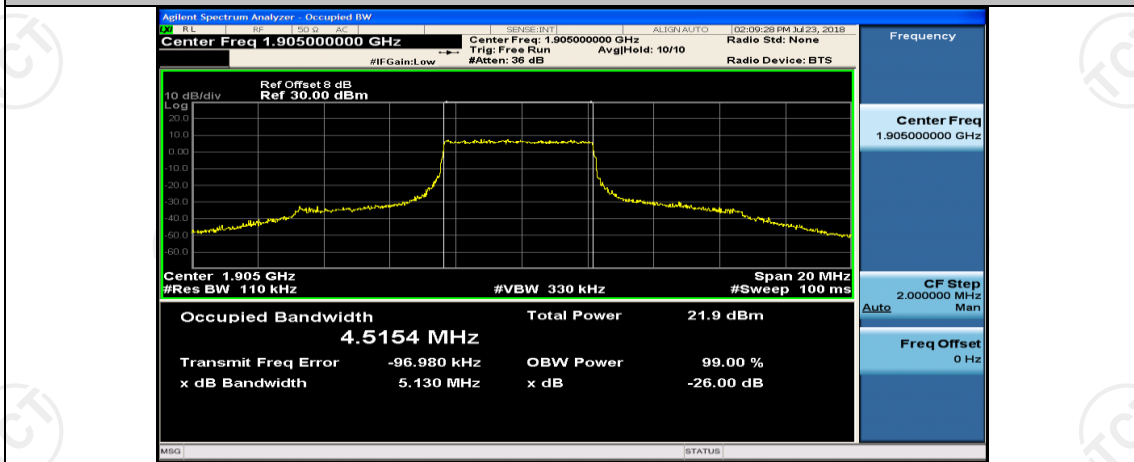 Agilent Spectrum Analyzer - Occupied BW
LXI RL RF 50 Ω AC SENSE:INT ALIGN AUTO 02:09:28 PM Jul 23, 2018
Center Freq 1.905000000 GHz
Center Freq: 1.905000000 GHz
Radio Std: None
Trig: Free Run Avg|Hold: 10/10
#IFGain:Low
#Atten: 36 dB
Radio Device: BTS
Frequency
Ref Offset 8 dB
10 dB/div Ref 30.00 dBm
Log
20.0
10.0
0.00
-10.0
-20.0
-30.0
-40.0
-50.0
-60.0
Center Freq
1.905000000 GHz
Center 1.905 GHz Span 20 MHz
#Res BW 110 kHz #VBW 330 kHz #Sweep 100 ms
CF Step
2.000000 MHz
Auto Man
Freq Offset
0 Hz
Occupied Bandwidth Total Power 21.9 dBm
4.5154 MHz
Transmit Freq Error -96.980 kHz OBW Power 99.00 %
x dB Bandwidth 5.130 MHz x dB -26.00 dB
MSG STATUS
TCT
TCT
TCT
TCT